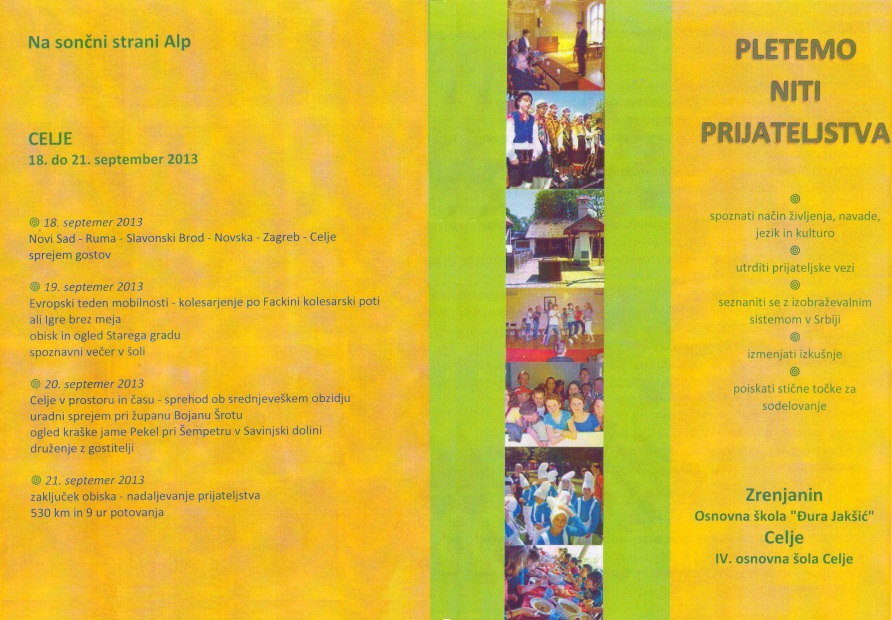 Na sončni strani Alp
CELJE
18. do 21. september 2013
18. septemer 2013
Novi Sad - Ruma - Slavonski Brod - Novska - Zagreb - Celje
sprejem gostov
19. septemer 2013
Evropski teden mobilnosti - kolesarjenje po Fackini kolesarski poti
ali Igre brez meja
obisk in ogled Starega gradu
spoznavni večer v šoli
20. septemer 2013
Celje v prostoru in času - sprehod ob srednjeveškem obzidju
uradni sprejem pri županu Bojanu Šrotu
ogled kraške jame Pekel pri Šempetru v Savinjski dolini
druženje z gostitelji
21. septemer 2013
zaključek obiska - nadaljevanje prijateljstva
530 km in 9 ur potovanja
PLETEMO
NITI
PRIJATELJSTVA
spoznati način življenja, navade,
jezik in kulturo
utrditi prijateljske vezi
seznaniti se z izobraževalnim
sistemom v Srbiji
izmenjati izkušnje
poiskati stične točke za
sodelovanje
Zrenjanin
Osnovna škola "Đura Jakšić"
Celje
IV. osnovna šola Celje